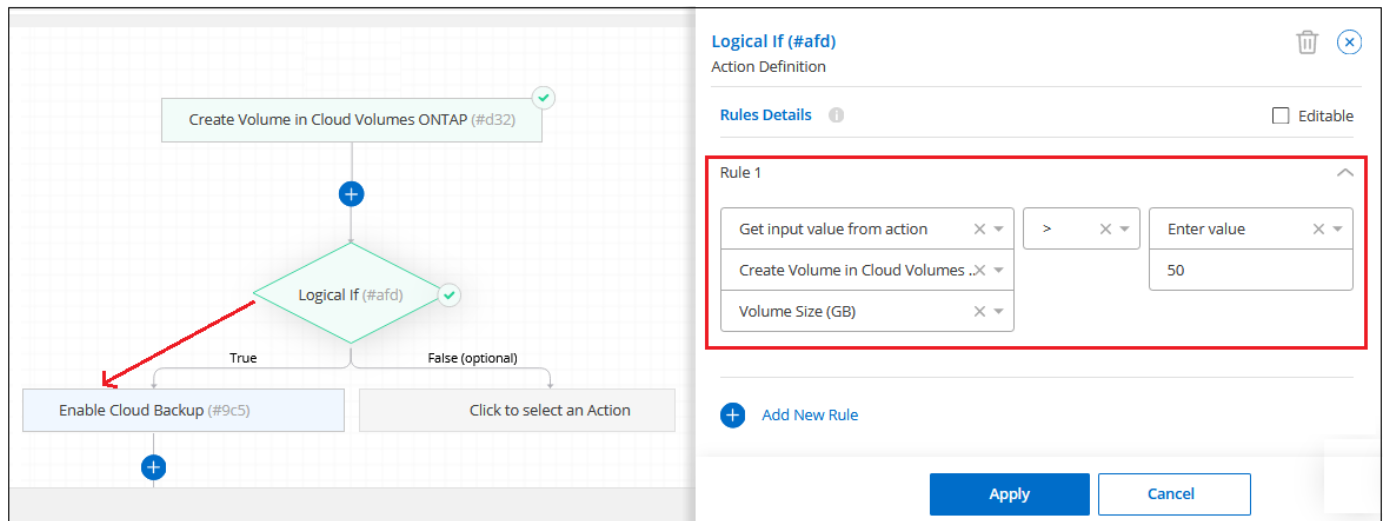 Create Volume in Cloud Volumes ONTAP (#d32)
Logical If (#afd)
True
False (optional)
Enable Cloud Backup (#9c5)
Click to select an Action
Logical If (#afd)
Action Definition
Rules Details
Editable
Rule 1
Get input value from action
>
Enter value
Create Volume in Cloud Volumes ..
50
Volume Size (GB)
Add New Rule
Apply
Cancel